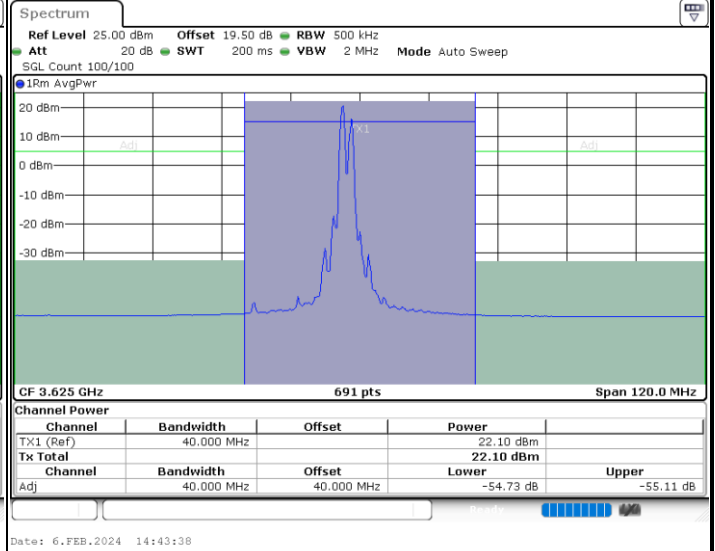 Spectrum
Ref Level 25.00 dBm Offset 19.50 dB RBW 500 kHz
Att 20 dB SWT 200 ms VBW 2 MHz Mode Auto Sweep
SGL Count 100/100
1Rm AvgPwr
20 dBm
TX1
10 dBm
Adj Adj
0 dBm
-10 dBm
-20 dBm
-30 dBm
CF 3.625 GHz 691 pts Span 120.0 MHz
Channel Power
Channel Bandwidth Offset Power
TX1 (Ref) 40.000 MHz 22.10 dBm
Tx Total 22.10 dBm
Channel Bandwidth Offset Lower Upper
Adj 40.000 MHz 40.000 MHz -54.73 dB -55.11 dB
Ready
Date: 6.FEB.2024 14:43:38